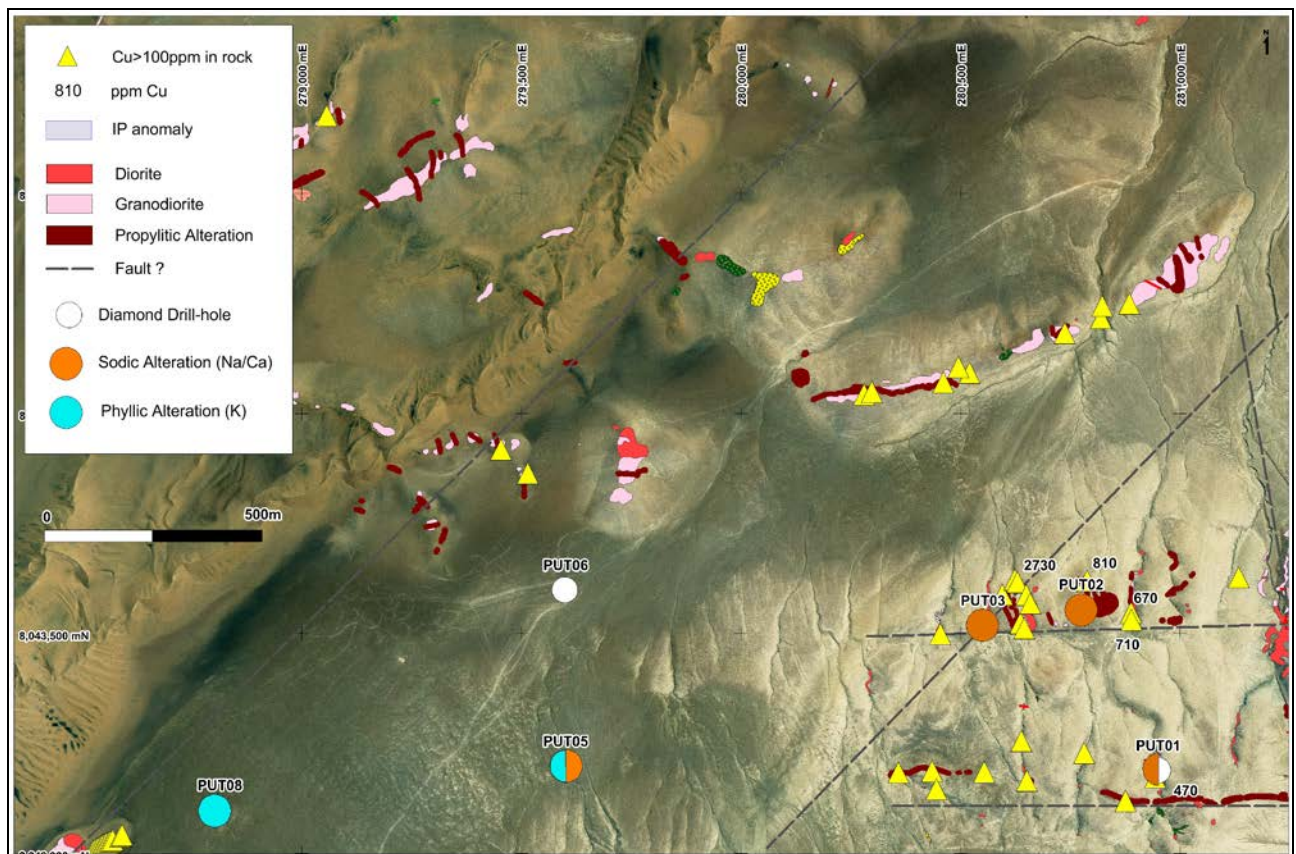 Cu>100ppm in rock
810 ppm Cu
IP anomaly
Diorite
Granodiorite
Propylitic Alteration
Fault ?
Diamond Drill-hole
Sodic Alteration (Na/Ca)
Phyllic Alteration (K)
0 500m
279,000 mE
279,500 mE
280,000 mE
280,500 mE
281,000 mE
N
1
PUT06
2730
810
PUT03
PUT02
670
8,043,500 mN
710
PUT05
PUT01
PUT08
470